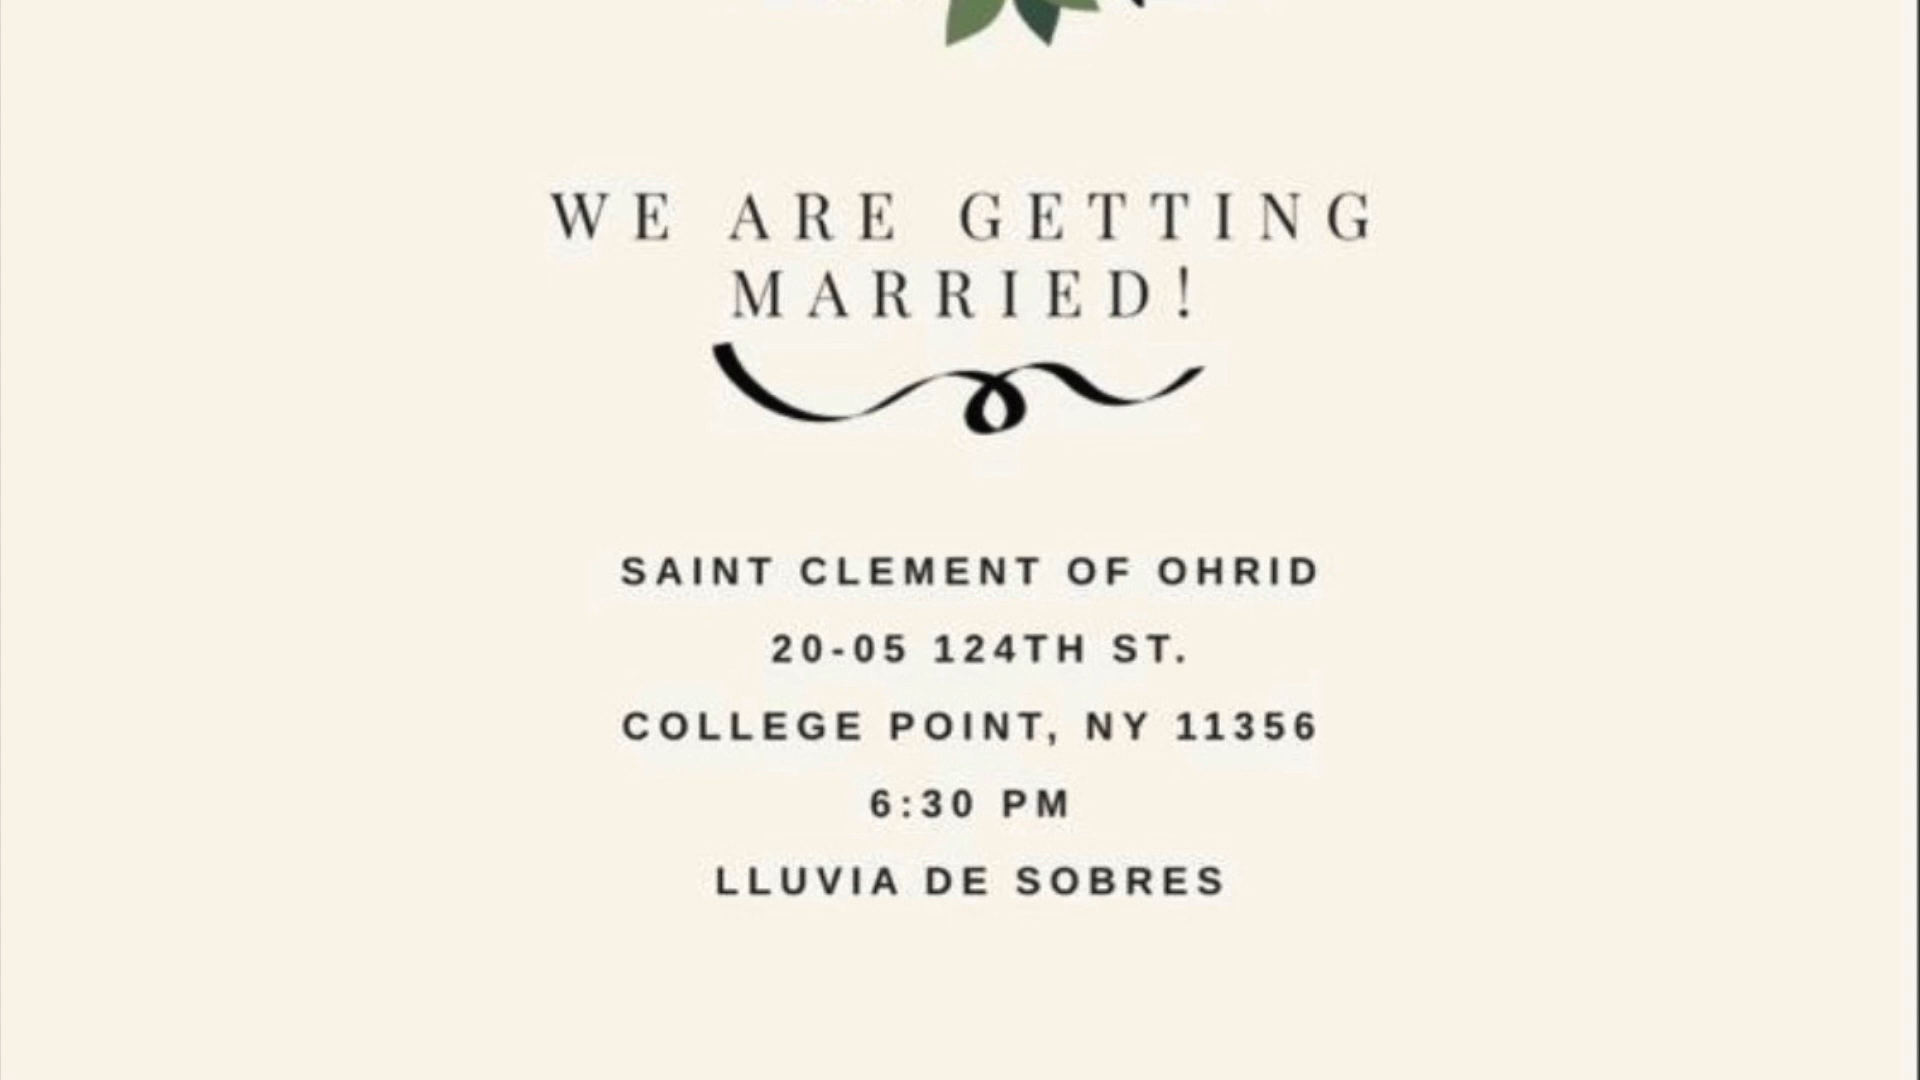 WE ARE GETTING
MARRIED!
SAINT CLEMENT OF OHRID
20-05 124TH ST.
COLLEGE POINT, NY 11356
6:30 PM
LLUVIA DE SOBRES